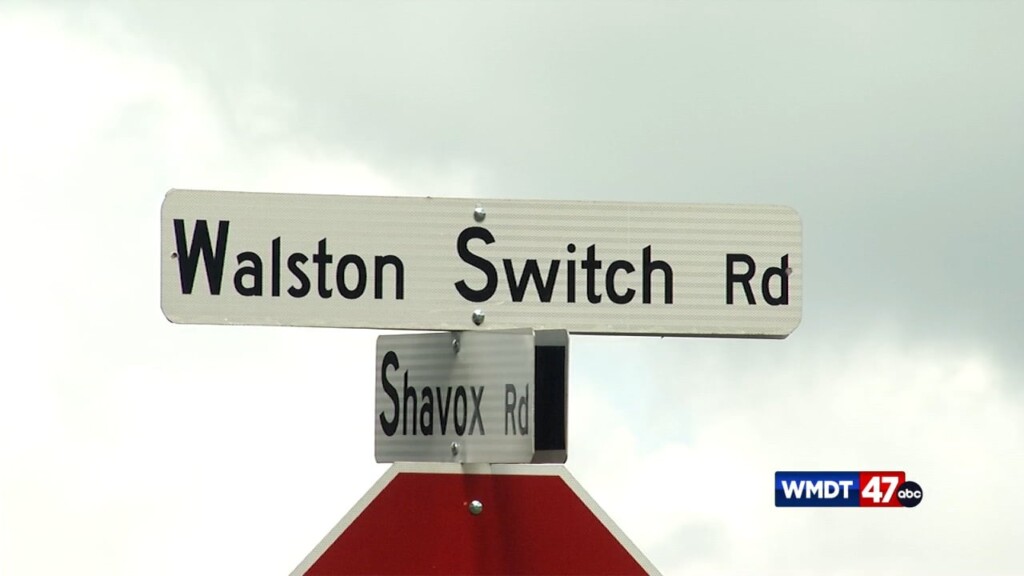 Walston Switch Rd
Shavox Rd
WMDT 47 abc